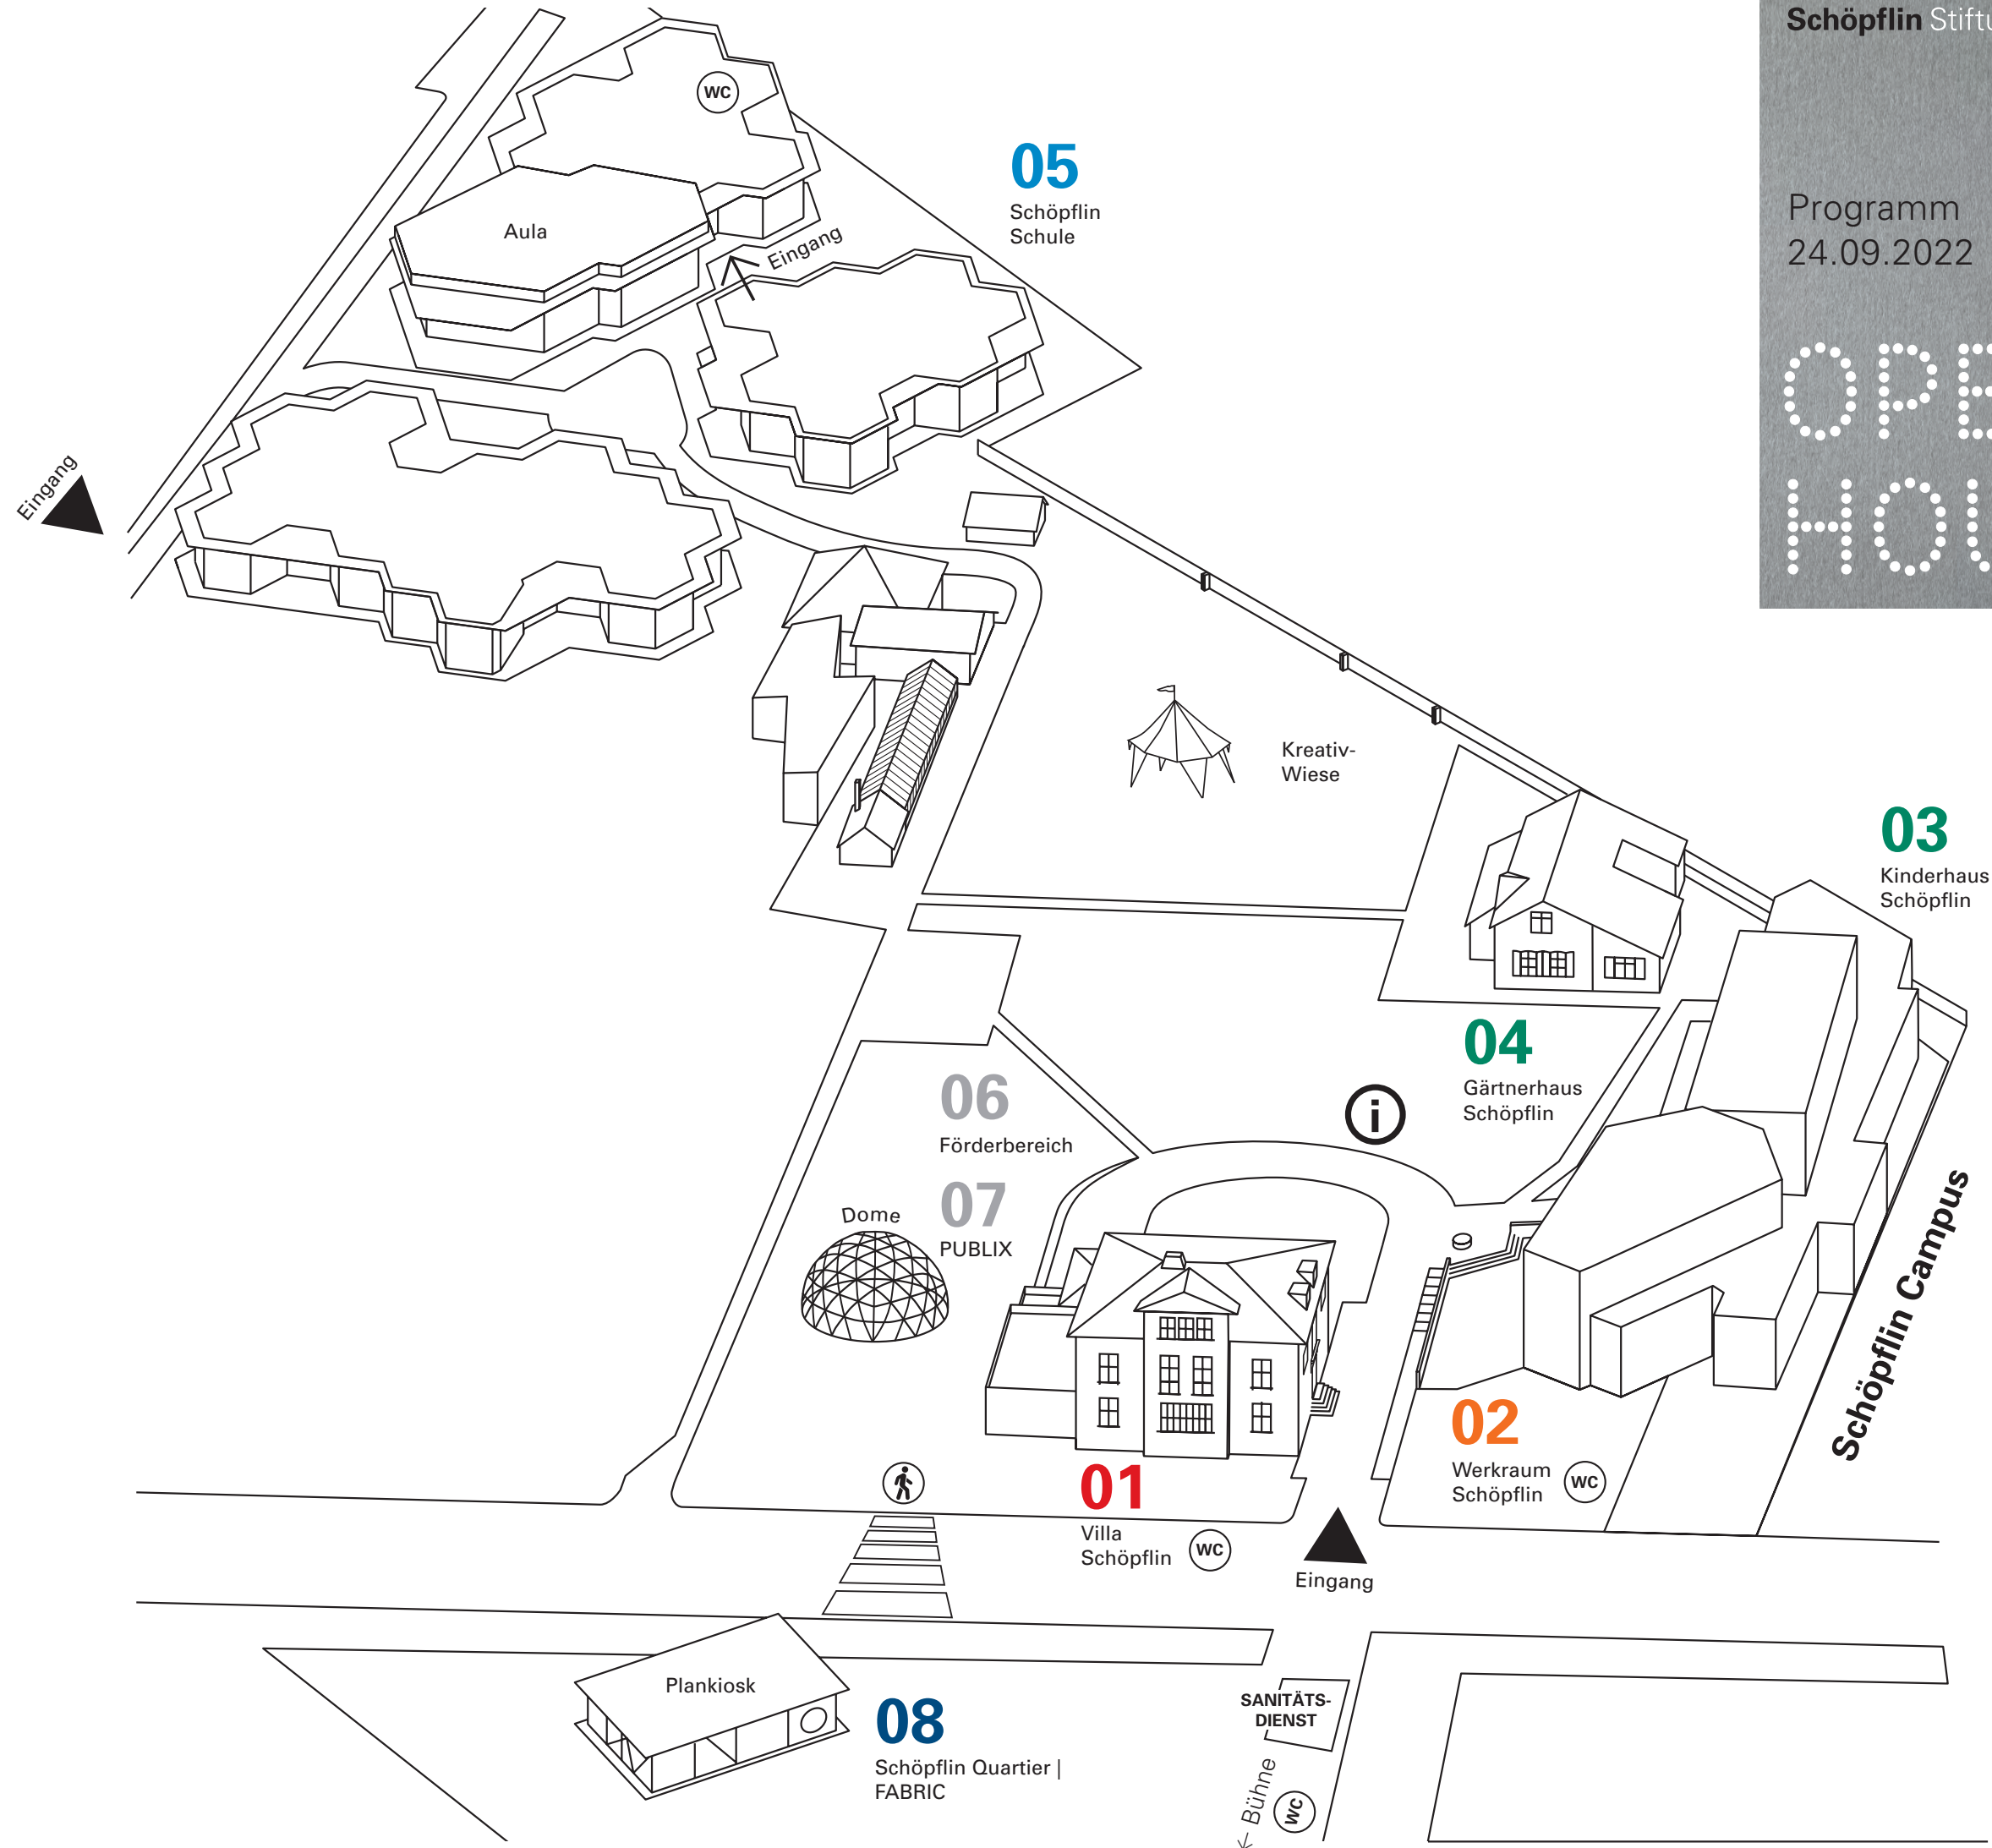 Schöpflin
Programm
24.09.2022
WC
05
Schöpflin
Schule
Aula
Eingang
Eingang
Kreativ-
Wiese
03
Kinderhaus
Schöpflin
04
Gärtnerhaus
Schöpflin
i
06
Förderbereich
07
PUBLIX
Dome
Schöpflin Campus
02
Werkraum
Schöpflin
WC
01
Villa
Schöpflin
WC
Eingang
Plankiosk
08
Schöpflin Quartier |
FABRIC
SANITÄTS-
DIENST
← Bühne
WC